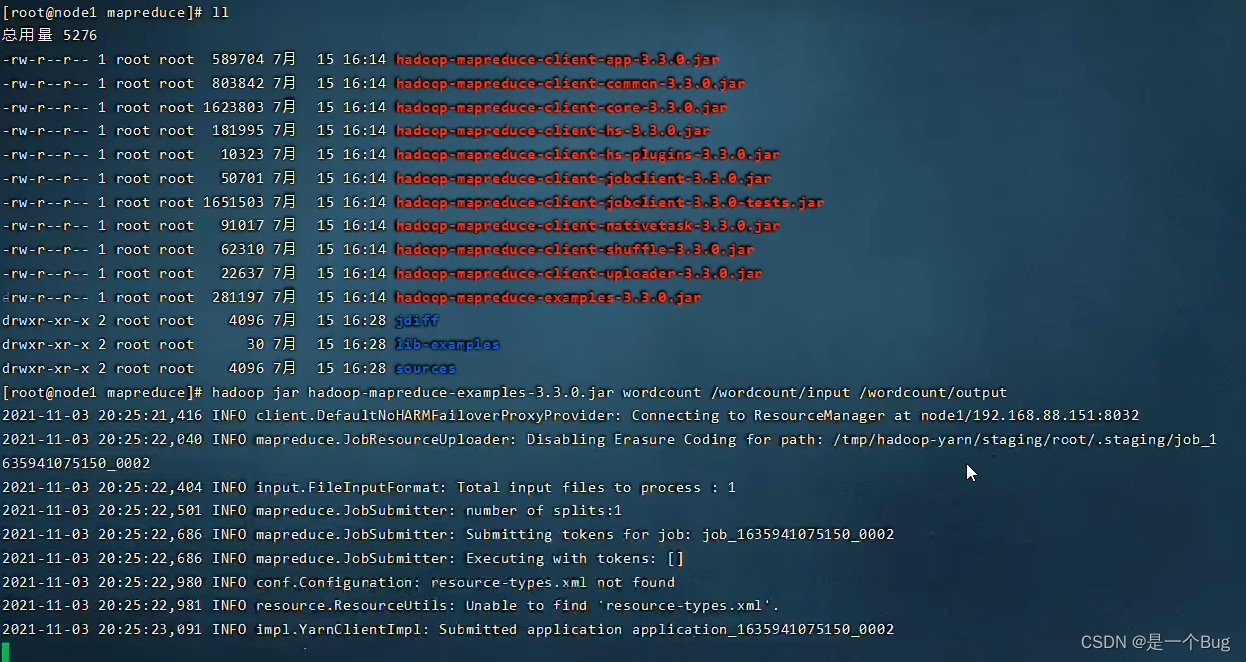 [root@node1 mapreduce]# ll
总用量 5276
-rw-r--r-- 1 root root  589704 7月  15 16:14 hadoop-mapreduce-client-app-3.3.0.jar
-rw-r--r-- 1 root root  803842 7月  15 16:14 hadoop-mapreduce-client-common-3.3.0.jar
-rw-r--r-- 1 root root 1623803 7月  15 16:14 hadoop-mapreduce-client-core-3.3.0.jar
-rw-r--r-- 1 root root  181995 7月  15 16:14 hadoop-mapreduce-client-hs-3.3.0.jar
-rw-r--r-- 1 root root   10323 7月  15 16:14 hadoop-mapreduce-client-hs-plugins-3.3.0.jar
-rw-r--r-- 1 root root   50701 7月  15 16:14 hadoop-mapreduce-client-jobclient-3.3.0.jar
-rw-r--r-- 1 root root 1651503 7月  15 16:14 hadoop-mapreduce-client-jobclient-3.3.0-tests.jar
-rw-r--r-- 1 root root   91017 7月  15 16:14 hadoop-mapreduce-client-nativetask-3.3.0.jar
-rw-r--r-- 1 root root   62310 7月  15 16:14 hadoop-mapreduce-client-shuffle-3.3.0.jar
-rw-r--r-- 1 root root   22637 7月  15 16:14 hadoop-mapreduce-client-uploader-3.3.0.jar
-rw-r--r-- 1 root root  281197 7月  15 16:14 hadoop-mapreduce-examples-3.3.0.jar
drwxr-xr-x 2 root root    4096 7月  15 16:28 jdiff
drwxr-xr-x 2 root root      30 7月  15 16:28 lib-examples
drwxr-xr-x 2 root root    4096 7月  15 16:28 sources
[root@node1 mapreduce]# hadoop jar hadoop-mapreduce-examples-3.3.0.jar wordcount /wordcount/input /wordcount/output
2021-11-03 20:25:21,416 INFO client.DefaultNoHARMFailoverProxyProvider: Connecting to ResourceManager at node1/192.168.88.151:8032
2021-11-03 20:25:22,040 INFO mapreduce.JobResourceUploader: Disabling Erasure Coding for path: /tmp/hadoop-yarn/staging/root/.staging/job_1
635941075150_0002
2021-11-03 20:25:22,404 INFO input.FileInputFormat: Total input files to process : 1
2021-11-03 20:25:22,501 INFO mapreduce.JobSubmitter: number of splits:1
2021-11-03 20:25:22,686 INFO mapreduce.JobSubmitter: Submitting tokens for job: job_1635941075150_0002
2021-11-03 20:25:22,686 INFO mapreduce.JobSubmitter: Executing with tokens: []
2021-11-03 20:25:22,980 INFO conf.Configuration: resource-types.xml not found
2021-11-03 20:25:22,981 INFO resource.ResourceUtils: Unable to find 'resource-types.xml'.
2021-11-03 20:25:23,091 INFO impl.YarnClientImpl: Submitted application application_1635941075150_0002
CSDN @是一个Bug